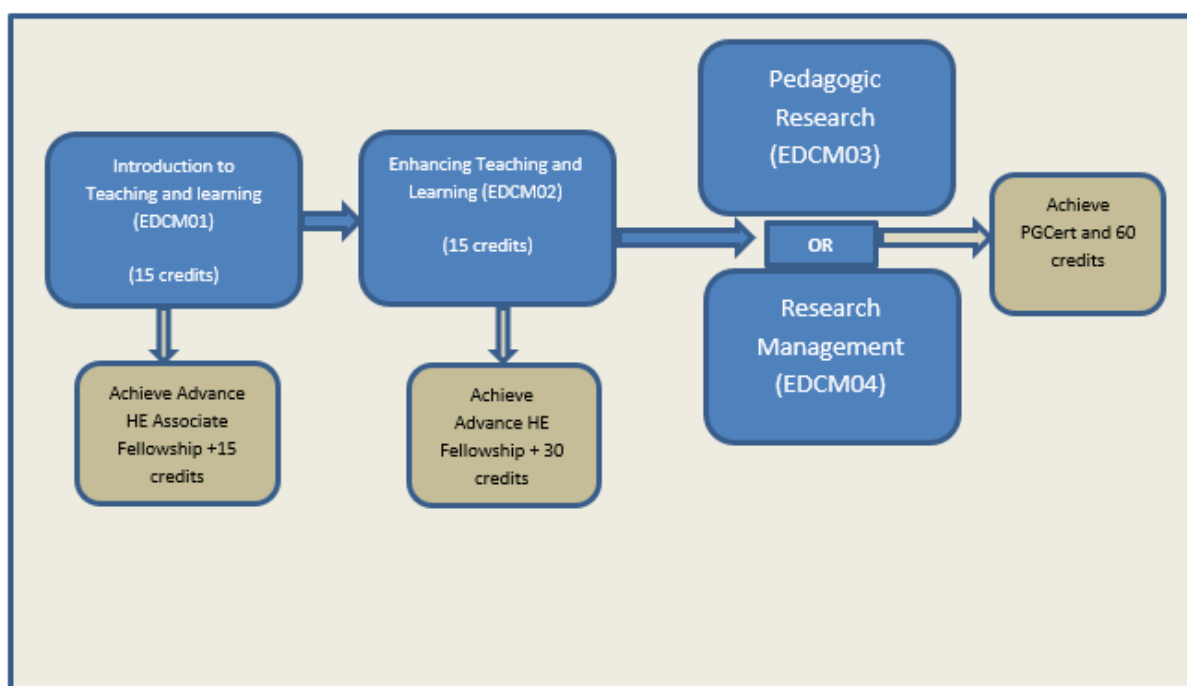 Introduction to
Teaching and learning
(EDCM01)
(15 credits)
Enhancing Teaching and
Learning (EDCM02)
(15 credits)
Pedagogic
Research
(EDCM03)
OR
Research
Management
(EDCM04)
Achieve
PGCert and 60
credits
Achieve Advance
HE Associate
Fellowship +15
credits
Achieve
Advance HE
Fellowship + 30
credits